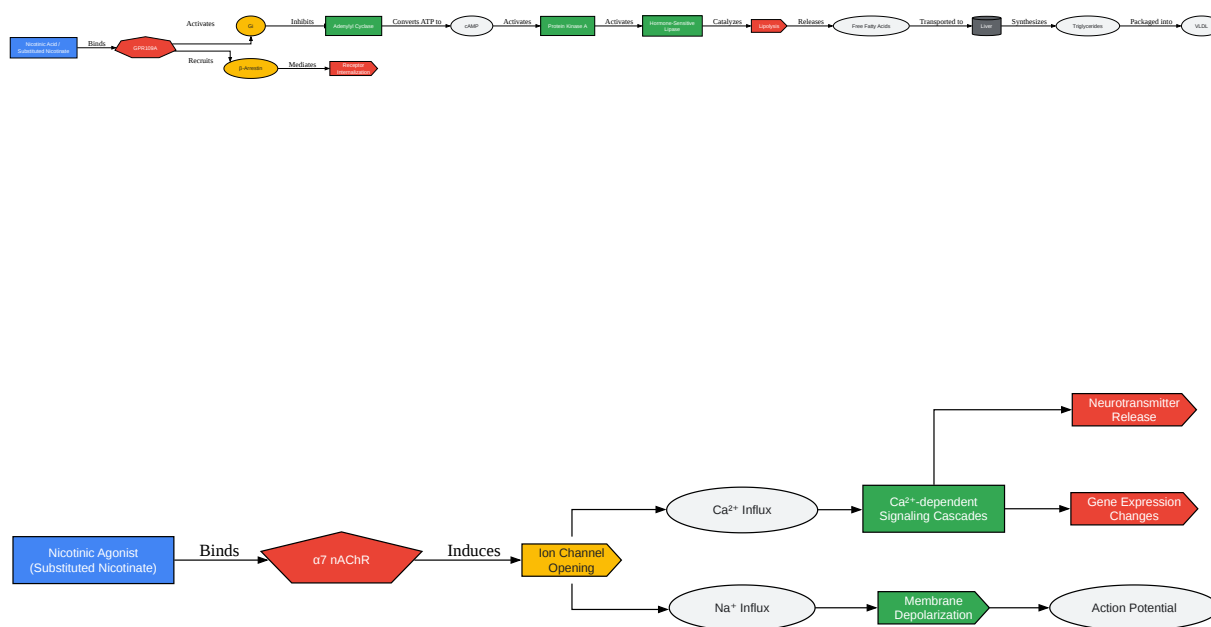 Activates
Gi
Inhibits
Adenylyl Cyclase
Converts ATP to
cAMP
Activates
Protein Kinase A
Activates
Hormone-Sensitive
Lipase
Catalyzes
Lipolysis
Releases
Free Fatty Acids
Transported to
Liver
Synthesizes
Triglycerides
Packaged into
VLDL
Nicotinic Acid /
Substituted Nicotinate
Binds
GPR109A
Recruits
β-Arrestin
Mediates
Receptor
Internalization
Nicotinic Agonist
(Substituted Nicotinate)
Binds
α7 nAChR
Induces
Ion Channel
Opening
Ca²⁺ Influx
Ca²⁺-dependent
Signaling Cascades
Neurotransmitter
Release
Gene Expression
Changes
Na⁺ Influx
Membrane
Depolarization
Action Potential